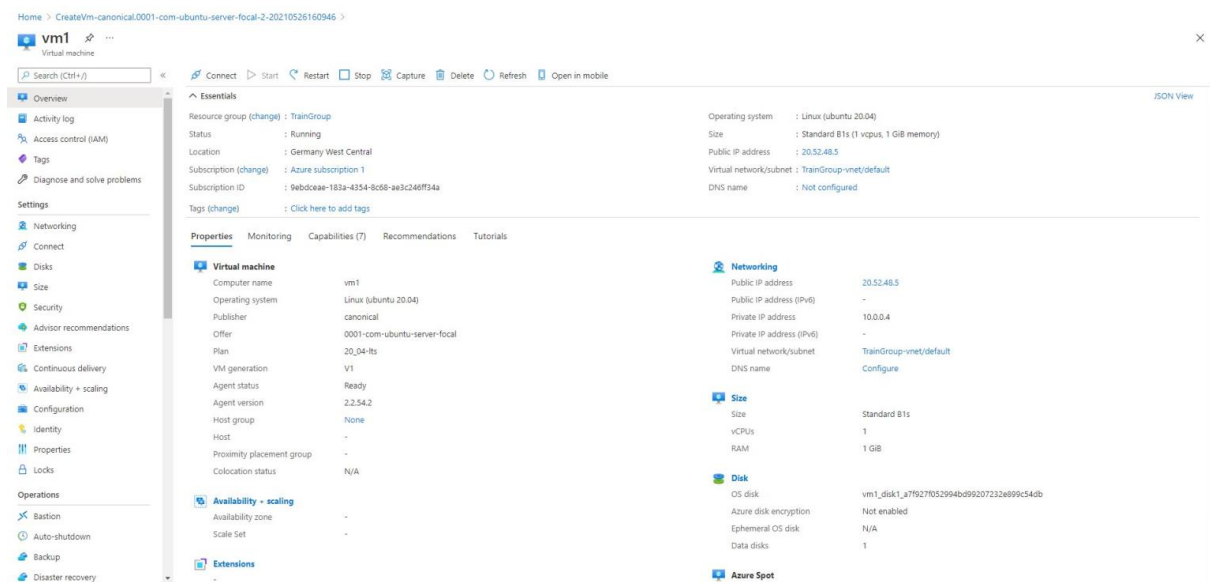 Home > CreateVm-canonical.0001-com-ubuntu-server-focal-2-20210526160946 >
vm1
Virtual machine
Search (Ctrl+/)
Overview
Activity log
Access control (IAM)
Tags
Diagnose and solve problems
Settings
Networking
Connect
Disks
Size
Security
Advisor recommendations
Extensions
Continuous delivery
Availability + scaling
Configuration
Identity
Properties
Locks
Operations
Bastion
Auto-shutdown
Backup
Disaster recovery
Connect Start Restart Stop Capture Delete Refresh Open in mobile
Essentials JSON View
Resource group (change) : TrainGroup
Status : Running
Location : Germany West Central
Subscription (change) : Azure subscription 1
Subscription ID : 9ebdceae-183a-4354-8c68-ae3c246ff34a
Tags (change) : Click here to add tags
Operating system : Linux (ubuntu 20.04)
Size : Standard B1s (1 vcpus, 1 GiB memory)
Public IP address : 20.52.48.5
Virtual network/subnet : TrainGroup-vnet/default
DNS name : Not configured
Properties Monitoring Capabilities (7) Recommendations Tutorials
Virtual machine
Computer name vm1
Operating system Linux (ubuntu 20.04)
Publisher canonical
Offer 0001-com-ubuntu-server-focal
Plan 20_04-lts
VM generation V1
Agent status Ready
Agent version 2.2.54.2
Host group None
Host -
Proximity placement group -
Colocation status N/A
Availability + scaling
Availability zone -
Scale Set -
Extensions
-
Networking
Public IP address 20.52.48.5
Public IP address (IPv6) -
Private IP address 10.0.0.4
Private IP address (IPv6) -
Virtual network/subnet TrainGroup-vnet/default
DNS name Configure
Size
Size Standard B1s
vCPUs 1
RAM 1 GiB
Disk
OS disk vm1_disk1_a7f927f052994bd99207232e899c54db
Azure disk encryption Not enabled
Ephemeral OS disk N/A
Data disks 1
Azure Spot